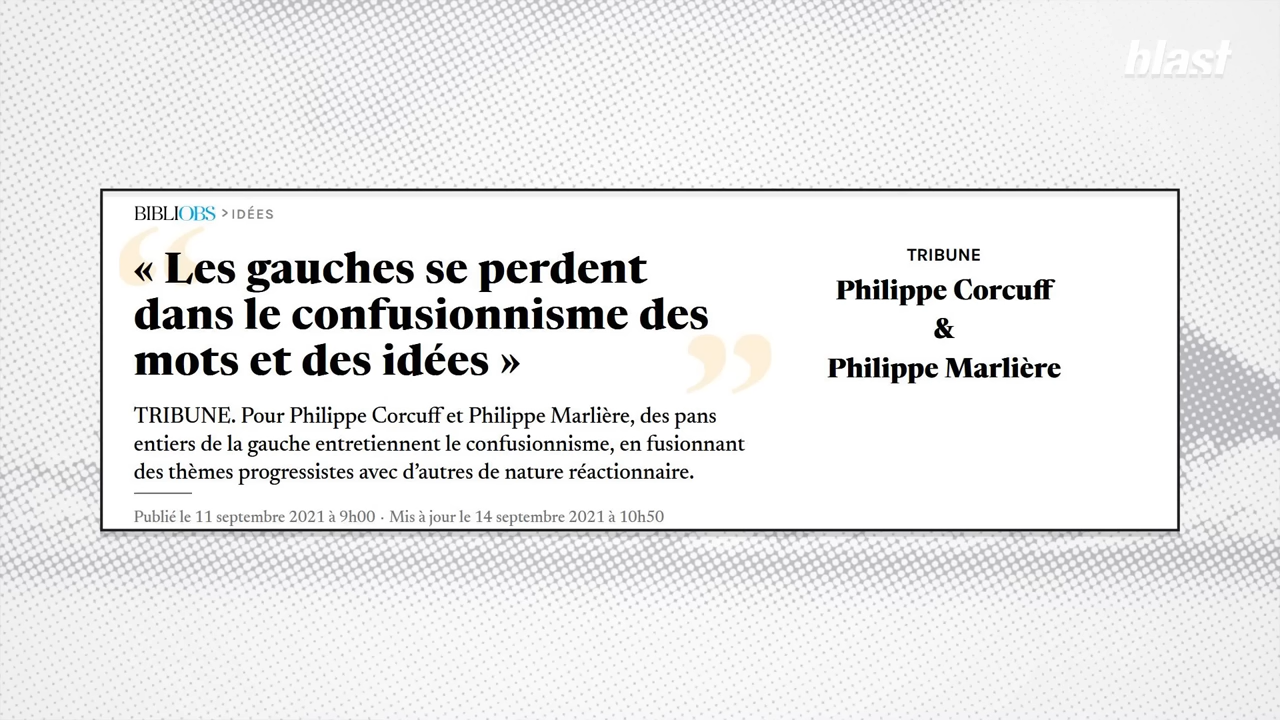 blast
BIBLIOBS > IDÉES
« Les gauches se perdent
dans le confusionnisme des
mots et des idées »
TRIBUNE. Pour Philippe Corcuff et Philippe Marlière, des pans
entiers de la gauche entretiennent le confusionnisme, en fusionnant
des thèmes progressistes avec d’autres de nature réactionnaire.
Publié le 11 septembre 2021 à 9h00 · Mis à jour le 14 septembre 2021 à 10h50
TRIBUNE
Philippe Corcuff
&
Philippe Marlière